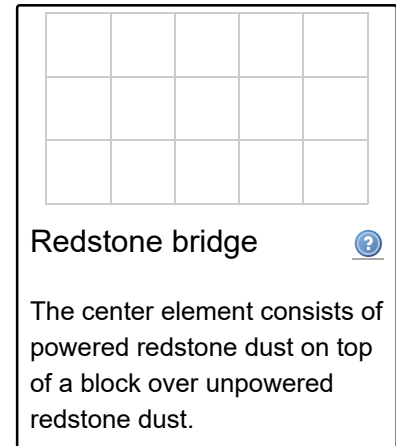 Redstone bridge
?
The center element consists of
powered redstone dust on top
of a block over unpowered
redstone dust.